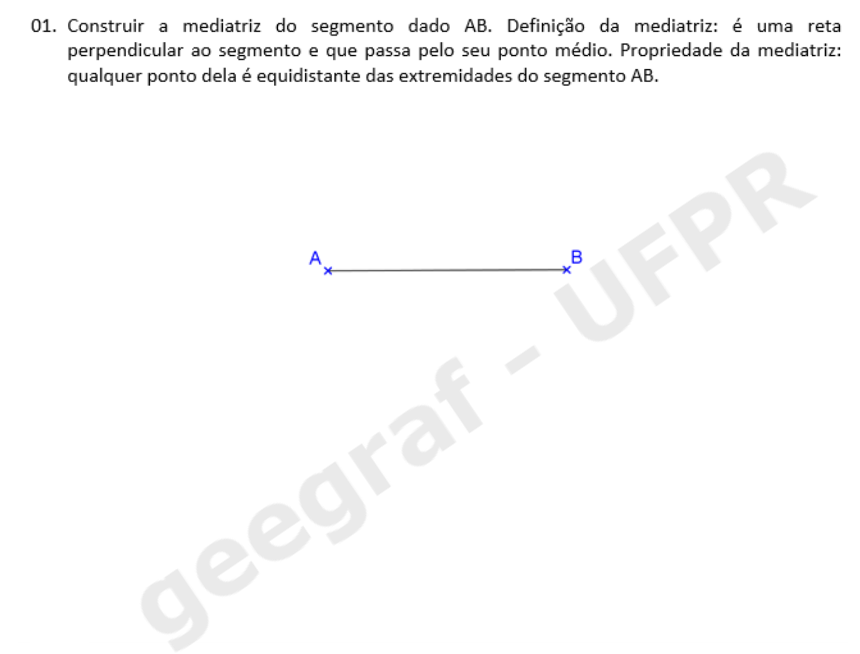 01. Construir a mediatriz do segmento dado AB. Definição da mediatriz: é uma reta
perpendicular ao segmento e que passa pelo seu ponto médio. Propriedade da mediatriz:
qualquer ponto dela é equidistante das extremidades do segmento AB.
A
B
geegraf - UFPR